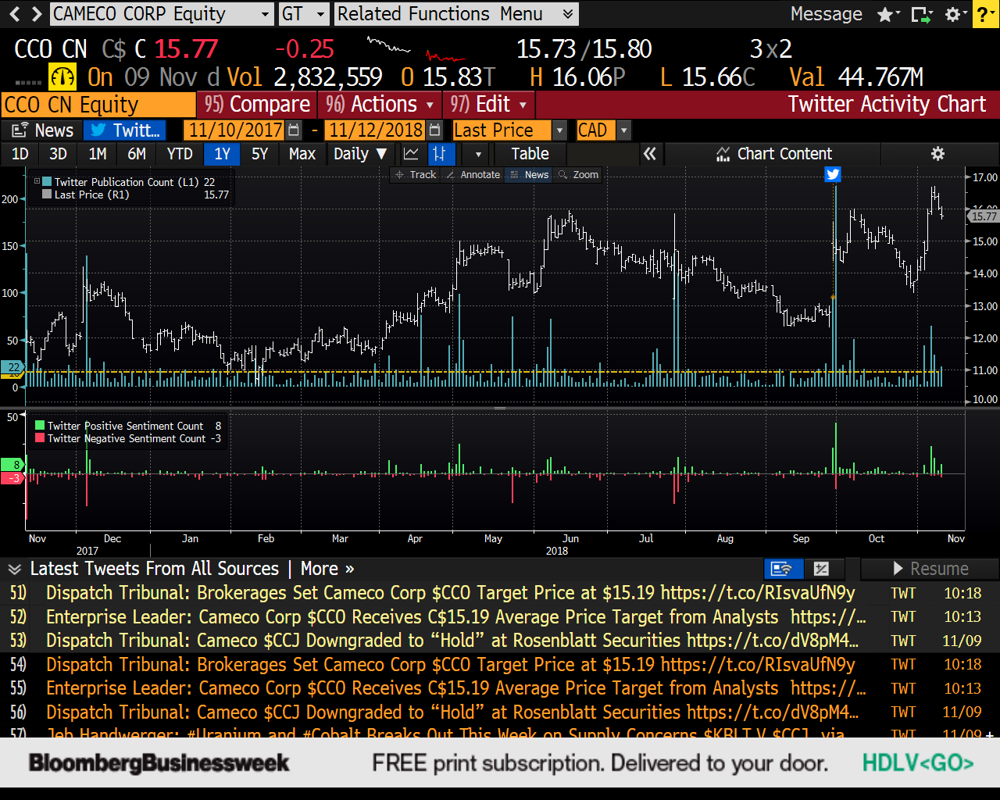 CAMECO CORP Equity GT Related Functions Menu Message ?
CCO CN C$ C 15.77 -0.25 15.73 /15.80 3x2
On 09 Nov d Vol 2,832,559 O 15.83T H 16.06P L 15.66C Val 44.767M
CCO CN Equity 95) Compare 96) Actions 97) Edit Twitter Activity Chart
News Twitt... 11/10/2017 - 11/12/2018 Last Price CAD
1D 3D 1M 6M YTD 1Y 5Y Max Daily Table Chart Content
Track Annotate News Zoom
Twitter Publication Count (L1) 22
Last Price (R1) 15.77
200
150
100
50
22
0
17.00
16.00
15.77
15.00
14.00
13.00
12.00
11.00
10.00
50
Twitter Positive Sentiment Count 8
Twitter Negative Sentiment Count -3
8
-3
Nov Dec Jan Feb Mar Apr May Jun Jul Aug Sep Oct Nov
2017 2018
Latest Tweets From All Sources | More » Resume
51) Dispatch Tribunal: Brokerages Set Cameco Corp $CCO Target Price at $15.19 https://t.co/RIsvaUfN9y TWT 10:18
52) Enterprise Leader: Cameco Corp $CCO Receives C$15.19 Average Price Target from Analysts https://... TWT 10:13
53) Dispatch Tribunal: Cameco $CCJ Downgraded to “Hold” at Rosenblatt Securities https://t.co/dV8pM4... TWT 11/09
54) Dispatch Tribunal: Brokerages Set Cameco Corp $CCO Target Price at $15.19 https://t.co/RIsvaUfN9y TWT 10:18
55) Enterprise Leader: Cameco Corp $CCO Receives C$15.19 Average Price Target from Analysts https://... TWT 10:13
56) Dispatch Tribunal: Cameco $CCJ Downgraded to “Hold” at Rosenblatt Securities https://t.co/dV8pM4... TWT 11/09
57) Jeb Handwerger: #Uranium and #Cobalt Breaks Out This Week on Supply Concerns $KBLT.V $CCJ via TWT 11/09
BloombergBusinessweek FREE print subscription. Delivered to your door. HDLV<GO>